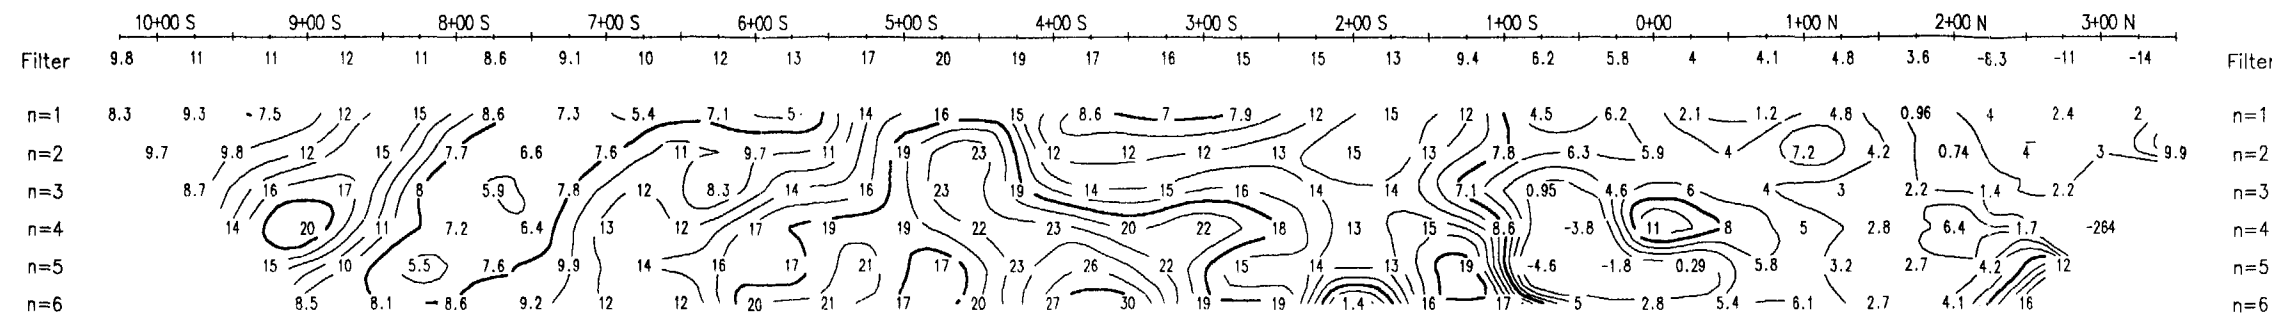 10+00 S 9+00 S 8+00 S 7+00 S 6+00 S 5+00 S 4+00 S 3+00 S 2+00 S 1+00 S 0+00 1+00 N 2+00 N 3+00 N
Filter 9.8 11 11 12 11 8.6 9.1 10 12 13 17 20 19 17 16 15 15 13 9.4 6.2 5.8 4 4.1 4.8 3.6 -8.3 -11 -14 Filter
n=1 8.3 9.3 7.5 12 15 8.6 7.3 5.4 7.1 5 14 16 15 8.6 7 7.9 12 15 12 4.5 6.2 2.1 1.2 4.8 0.96 4 2.4 2 n=1
n=2 9.7 9.8 12 15 7.7 6.6 7.6 11 9.7 11 19 23 12 12 12 13 15 13 7.8 6.3 5.9 4 7.2 4.2 0.74 4 3 9.9 n=2
n=3 8.7 16 17 8 5.9 7.8 12 8.3 14 16 23 19 14 15 16 14 14 7.1 0.95 4.6 6 4 3 2.2 1.4 2.2 n=3
n=4 14 20 11 7.2 6.4 13 12 17 19 19 22 23 20 22 18 13 15 8.6 -3.8 11 8 5 2.8 6.4 1.7 -264 n=4
n=5 15 10 5.5 7.6 9.9 14 16 17 21 17 23 26 22 15 14 13 19 -4.6 -1.8 0.29 5.8 3.2 2.7 4.2 12 n=5
n=6 8.5 8.1 8.6 9.2 12 12 20 21 17 20 27 30 19 19 1.4 16 17 5 2.8 5.4 6.1 2.7 4.1 16 n=6